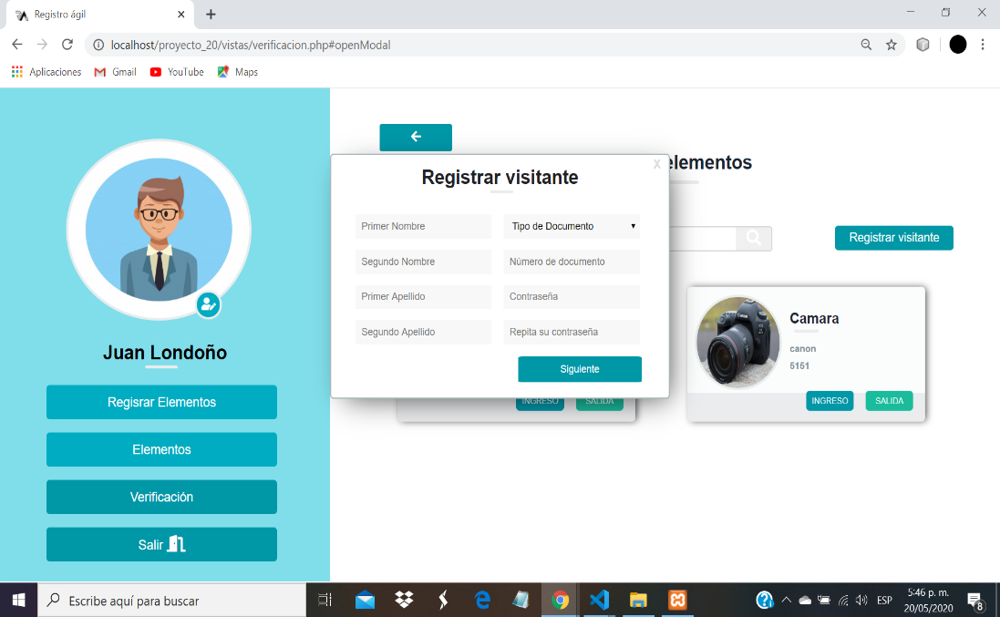 Registro ágil
localhost/proyecto_20/vistas/verificacion.php#openModal
Aplicaciones Gmail YouTube Maps
Juan Londoño
Regisrar Elementos
Elementos
Verificación
Salir
elementos
Registrar visitante
X
Registrar visitante
Primer Nombre Tipo de Documento
Segundo Nombre Número de documento
Primer Apellido Contraseña
Segundo Apellido Repita su contraseña
Siguiente
INGRESO SALIDA
Camara
canon
5151
INGRESO SALIDA
Escribe aquí para buscar
ESP
5:46 p. m.
20/05/2020
8